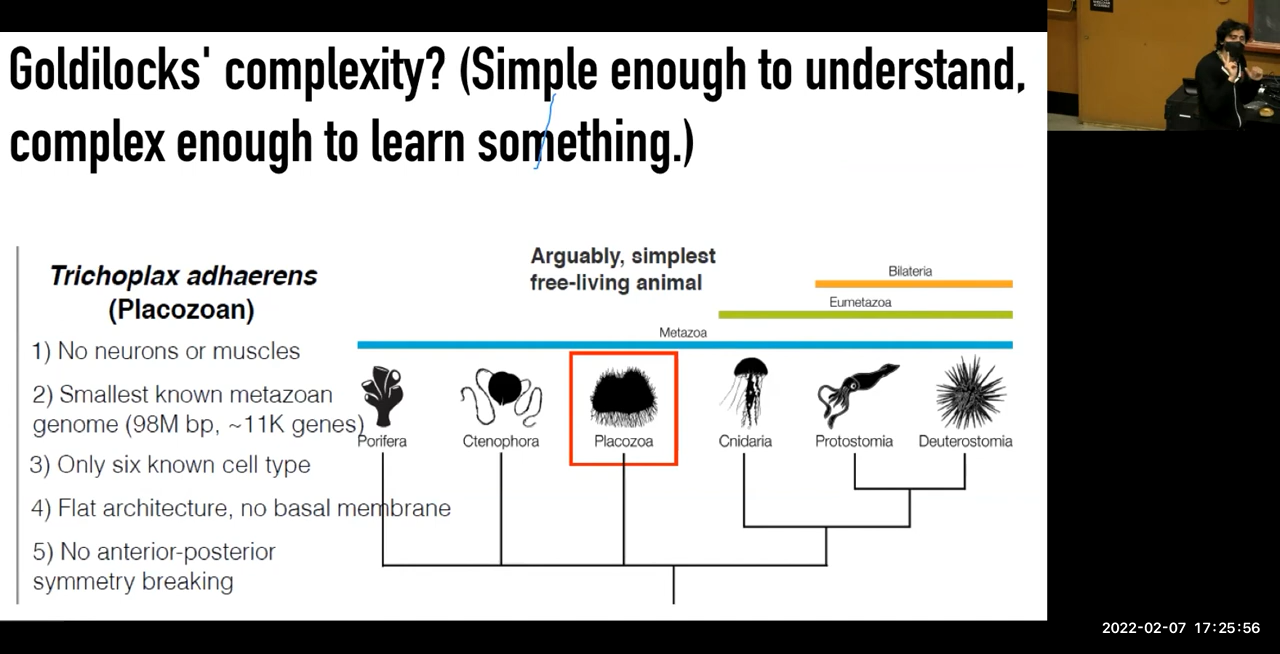 Goldilocks' complexity? (Simple enough to understand,
complex enough to learn something.)
Trichoplax adhaerens
(Placozoan)
1) No neurons or muscles
2) Smallest known metazoan
genome (98M bp, ~11K genes)
3) Only six known cell type
4) Flat architecture, no basal membrane
5) No anterior-posterior
symmetry breaking
Arguably, simplest
free-living animal
Bilateria
Eumetazoa
Metazoa
Porifera
Ctenophora
Placozoa
Cnidaria
Protostomia
Deuterostomia
2022-02-07 17:25:56